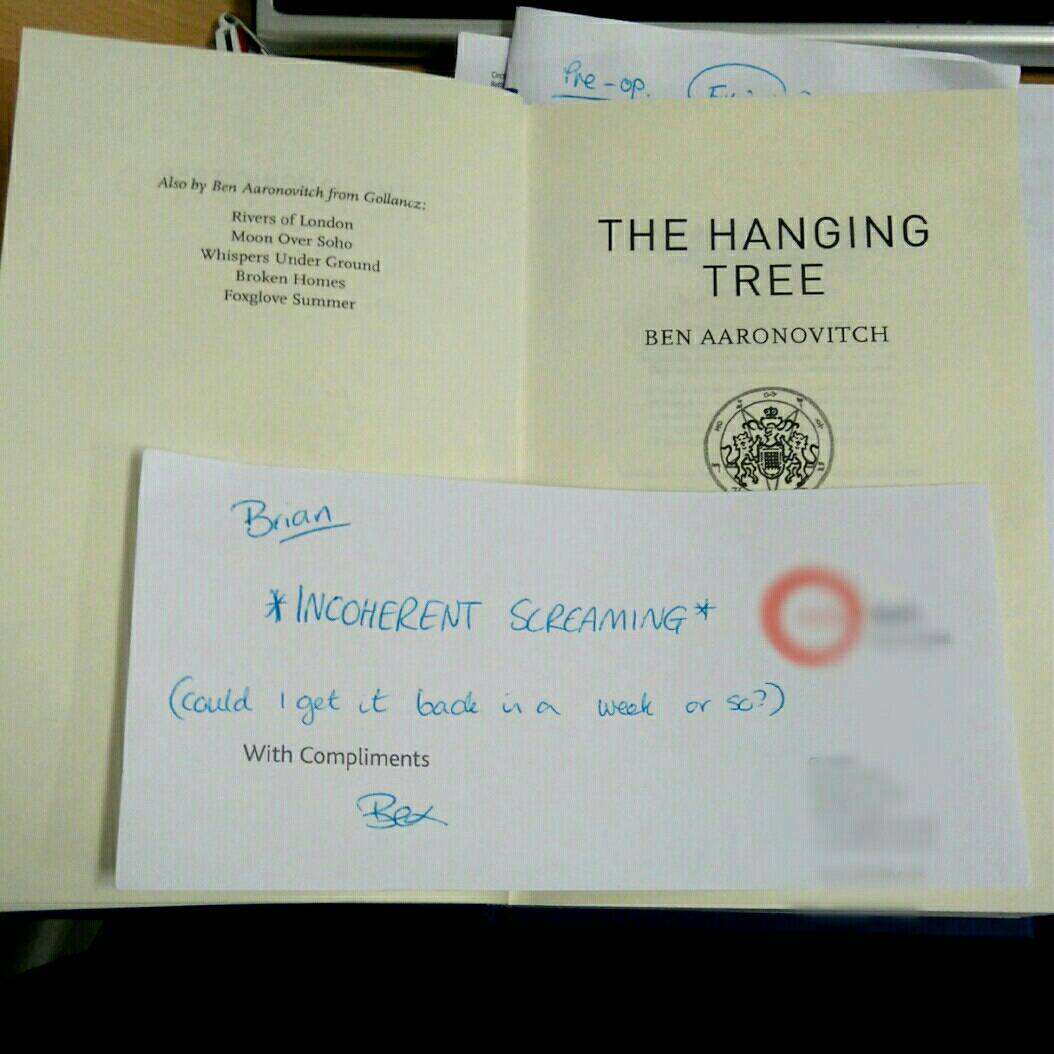 Pre-op.
Also by Ben Aaronovitch from Gollancz:
Rivers of London
Moon Over Soho
Whispers Under Ground
Broken Homes
Foxglove Summer
THE HANGING
TREE
BEN AARONOVITCH
Brian
*INCOHERENT SCREAMING*
(could I get it back in a week or so?)
With Compliments
Bex